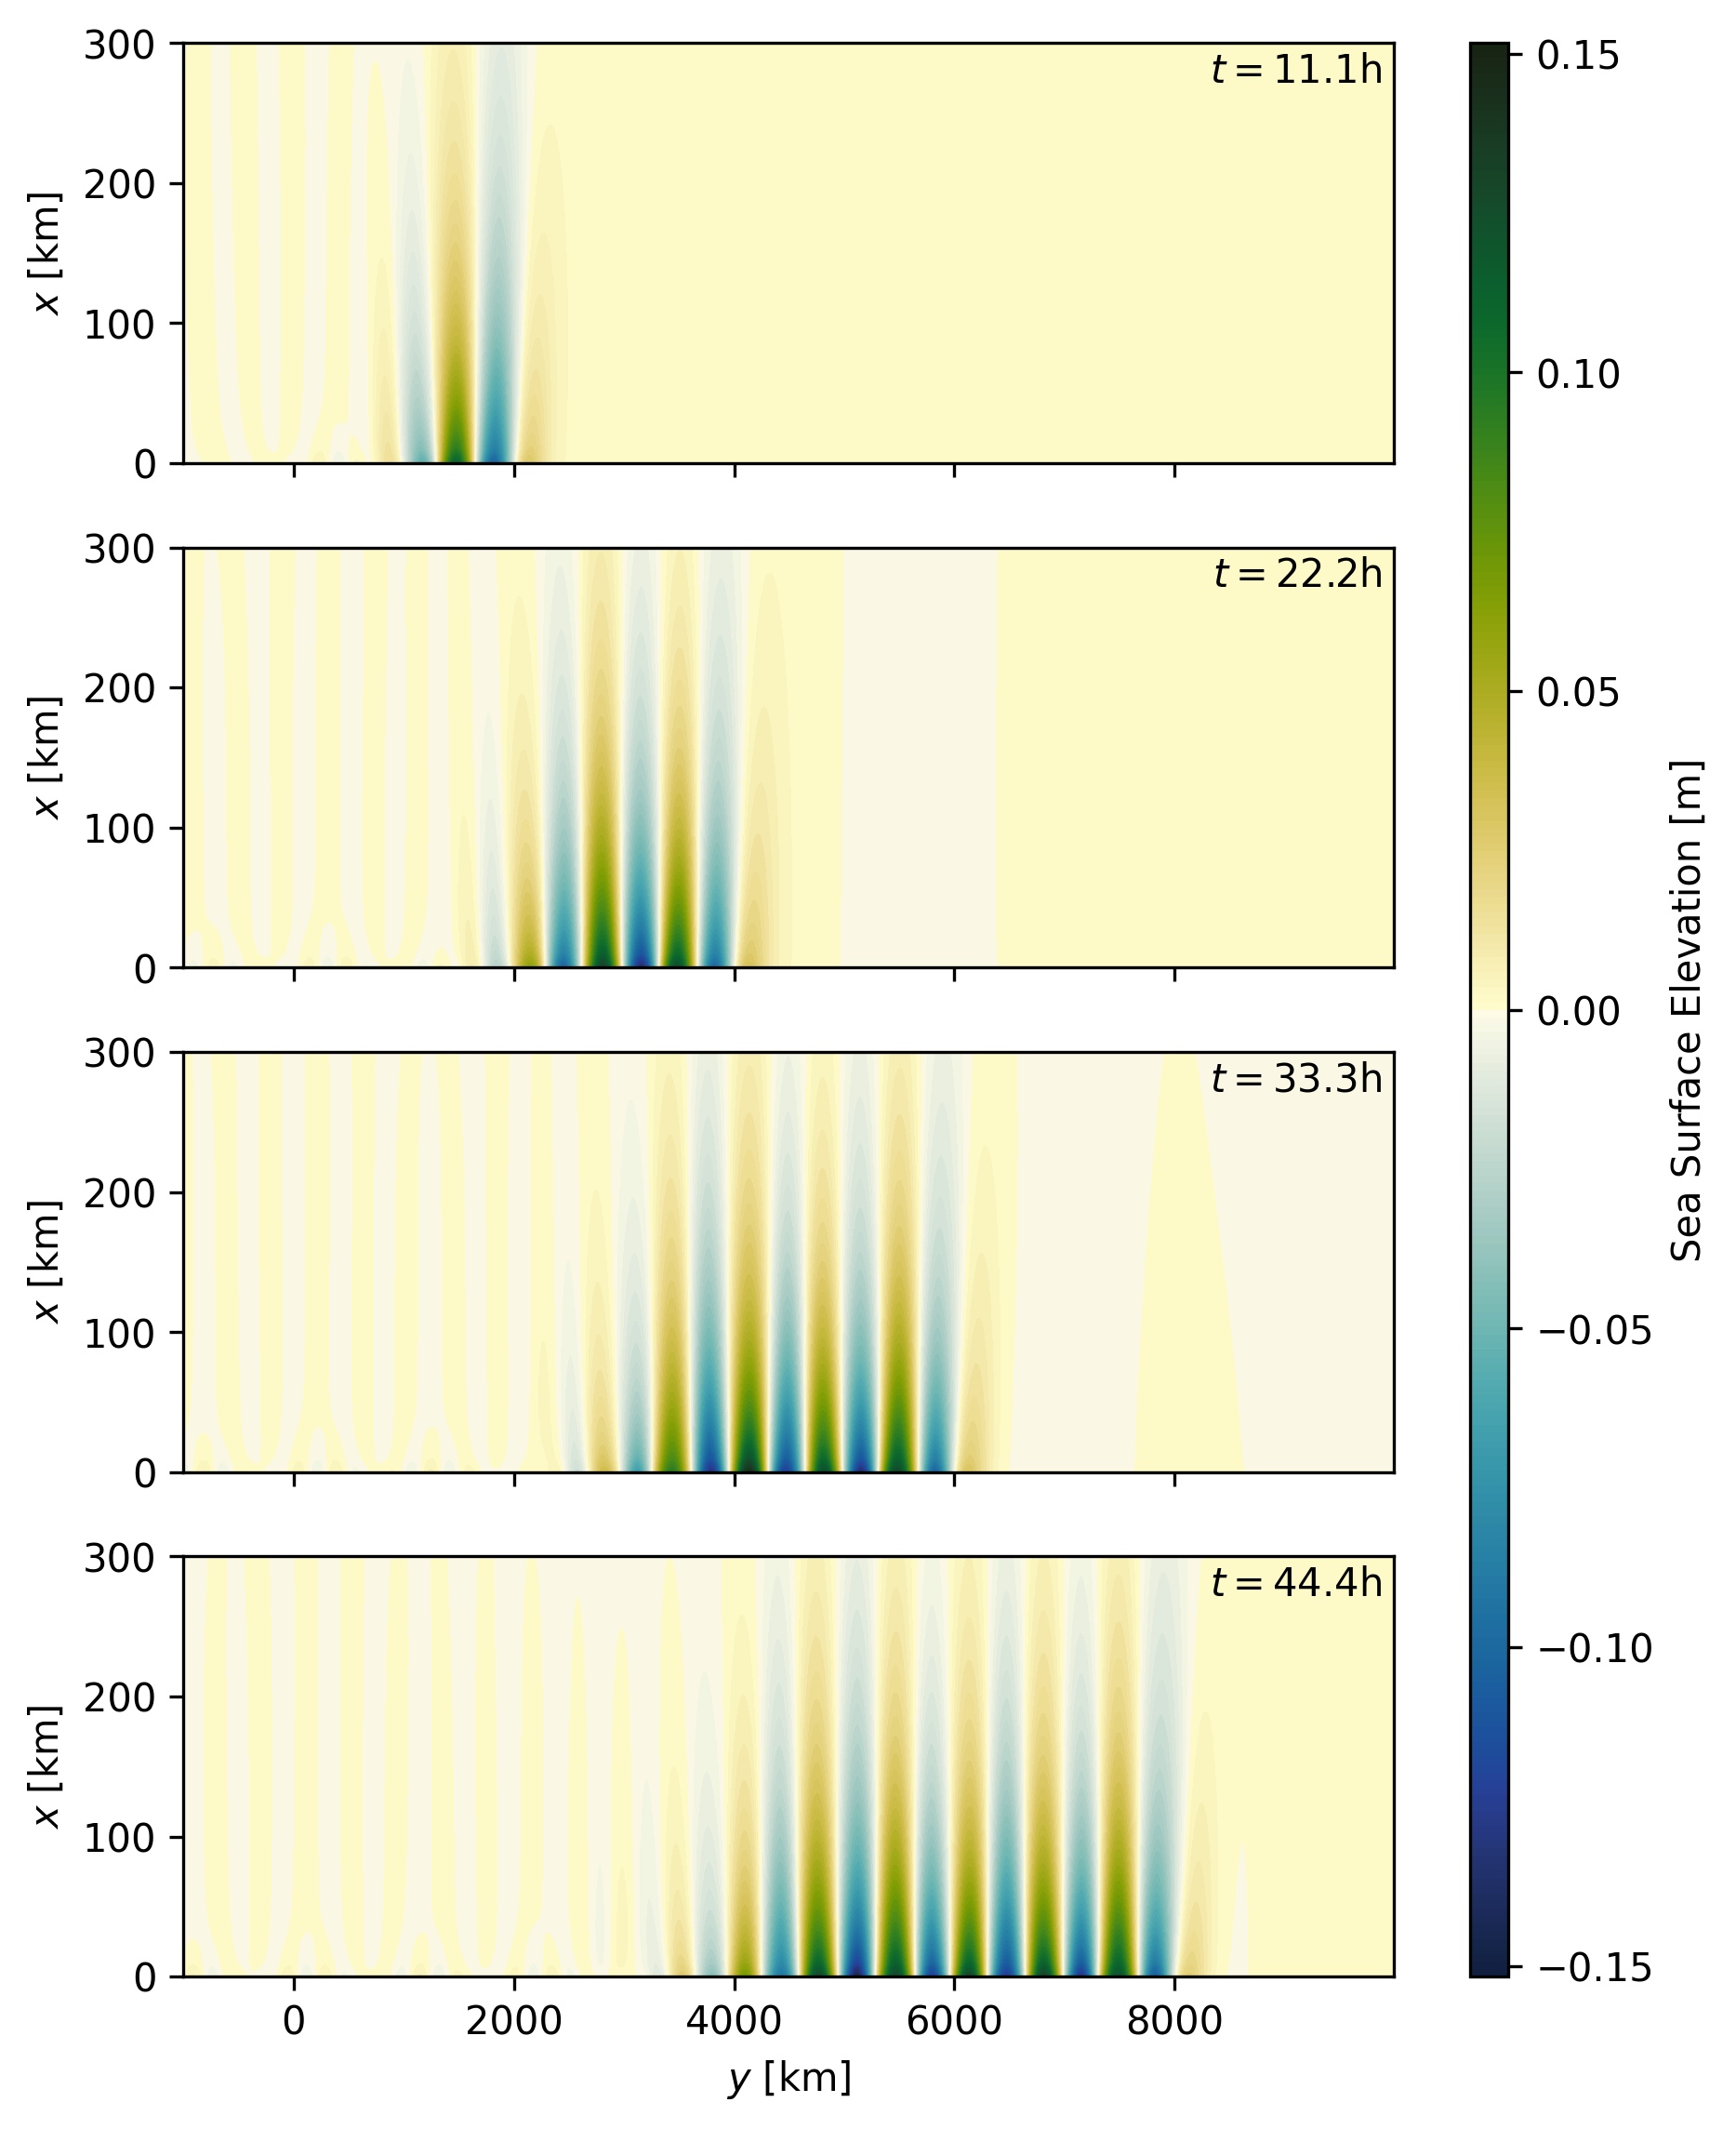 300
200
100
0
x [km]
t = 11.1h
300
200
100
0
x [km]
t = 22.2h
300
200
100
0
x [km]
t = 33.3h
300
200
100
0
x [km]
t = 44.4h
0 2000 4000 6000 8000
y [km]
0.15
0.10
0.05
0.00
−0.05
−0.10
−0.15
Sea Surface Elevation [m]